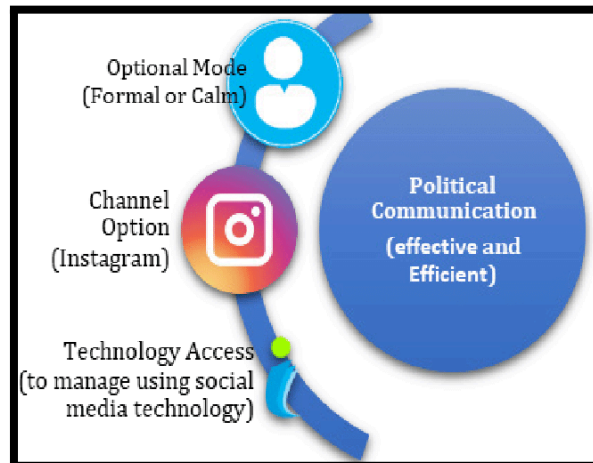 Optional Mode
(Formal or Calm)
Channel
Option
(Instagram)
Technology Access
(to manage using social
media technology)
Political
Communication
(effective and
Efficient)